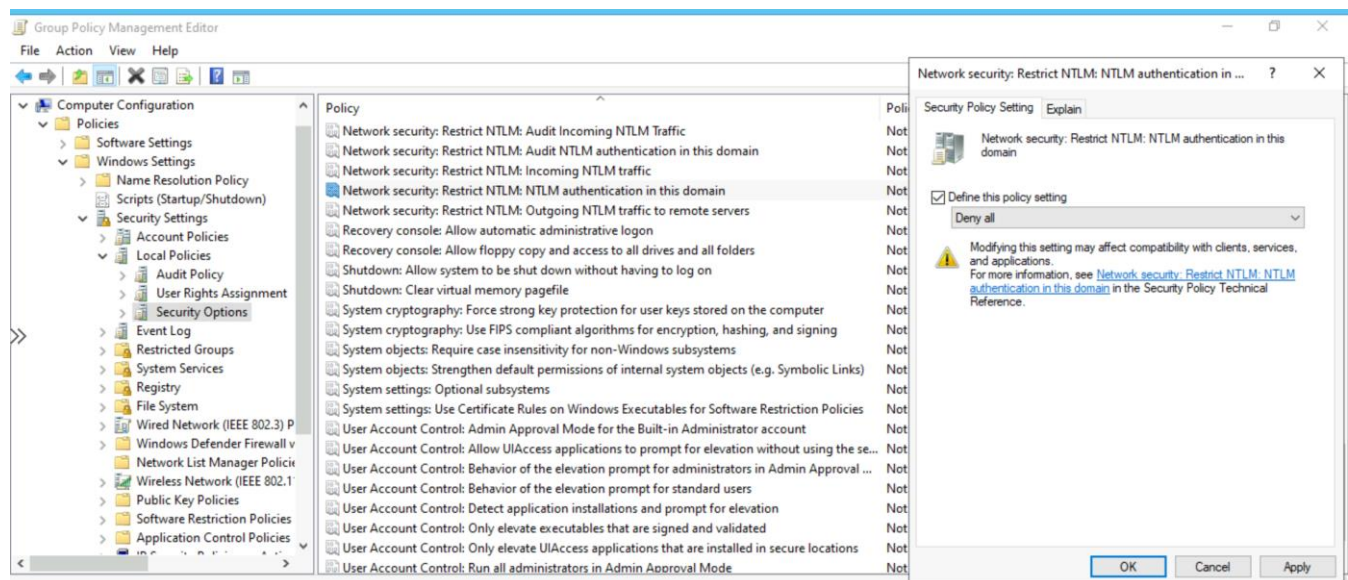 Group Policy Management Editor
File Action View Help
Computer Configuration
Policies
Software Settings
Windows Settings
Name Resolution Policy
Scripts (Startup/Shutdown)
Security Settings
Account Policies
Local Policies
Audit Policy
User Rights Assignment
Security Options
Event Log
Restricted Groups
System Services
Registry
File System
Wired Network (IEEE 802.3) P
Windows Defender Firewall v
Network List Manager Policie
Wireless Network (IEEE 802.1
Public Key Policies
Software Restriction Policies
Application Control Policies
Policy Poli
Network security: Restrict NTLM: Audit Incoming NTLM Traffic Not
Network security: Restrict NTLM: Audit NTLM authentication in this domain Not
Network security: Restrict NTLM: Incoming NTLM traffic Not
Network security: Restrict NTLM: NTLM authentication in this domain Not
Network security: Restrict NTLM: Outgoing NTLM traffic to remote servers Not
Recovery console: Allow automatic administrative logon Not
Recovery console: Allow floppy copy and access to all drives and all folders Not
Shutdown: Allow system to be shut down without having to log on Not
Shutdown: Clear virtual memory pagefile Not
System cryptography: Force strong key protection for user keys stored on the computer Not
System cryptography: Use FIPS compliant algorithms for encryption, hashing, and signing Not
System objects: Require case insensitivity for non-Windows subsystems Not
System objects: Strengthen default permissions of internal system objects (e.g. Symbolic Links) Not
System settings: Optional subsystems Not
System settings: Use Certificate Rules on Windows Executables for Software Restriction Policies Not
User Account Control: Admin Approval Mode for the Built-in Administrator account Not
User Account Control: Allow UIAccess applications to prompt for elevation without using the se... Not
User Account Control: Behavior of the elevation prompt for administrators in Admin Approval ... Not
User Account Control: Behavior of the elevation prompt for standard users Not
User Account Control: Detect application installations and prompt for elevation Not
User Account Control: Only elevate executables that are signed and validated Not
User Account Control: Only elevate UIAccess applications that are installed in secure locations Not
User Account Control: Run all administrators in Admin Approval Mode Not
Network security: Restrict NTLM: NTLM authentication in ... ?
Security Policy Setting Explain
Network security: Restrict NTLM: NTLM authentication in this
domain
Define this policy setting
Deny all
Modifying this setting may affect compatibility with clients, services,
and applications.
For more information, see Network security: Restrict NTLM: NTLM
authentication in this domain in the Security Policy Technical
Reference.
OK Cancel Apply